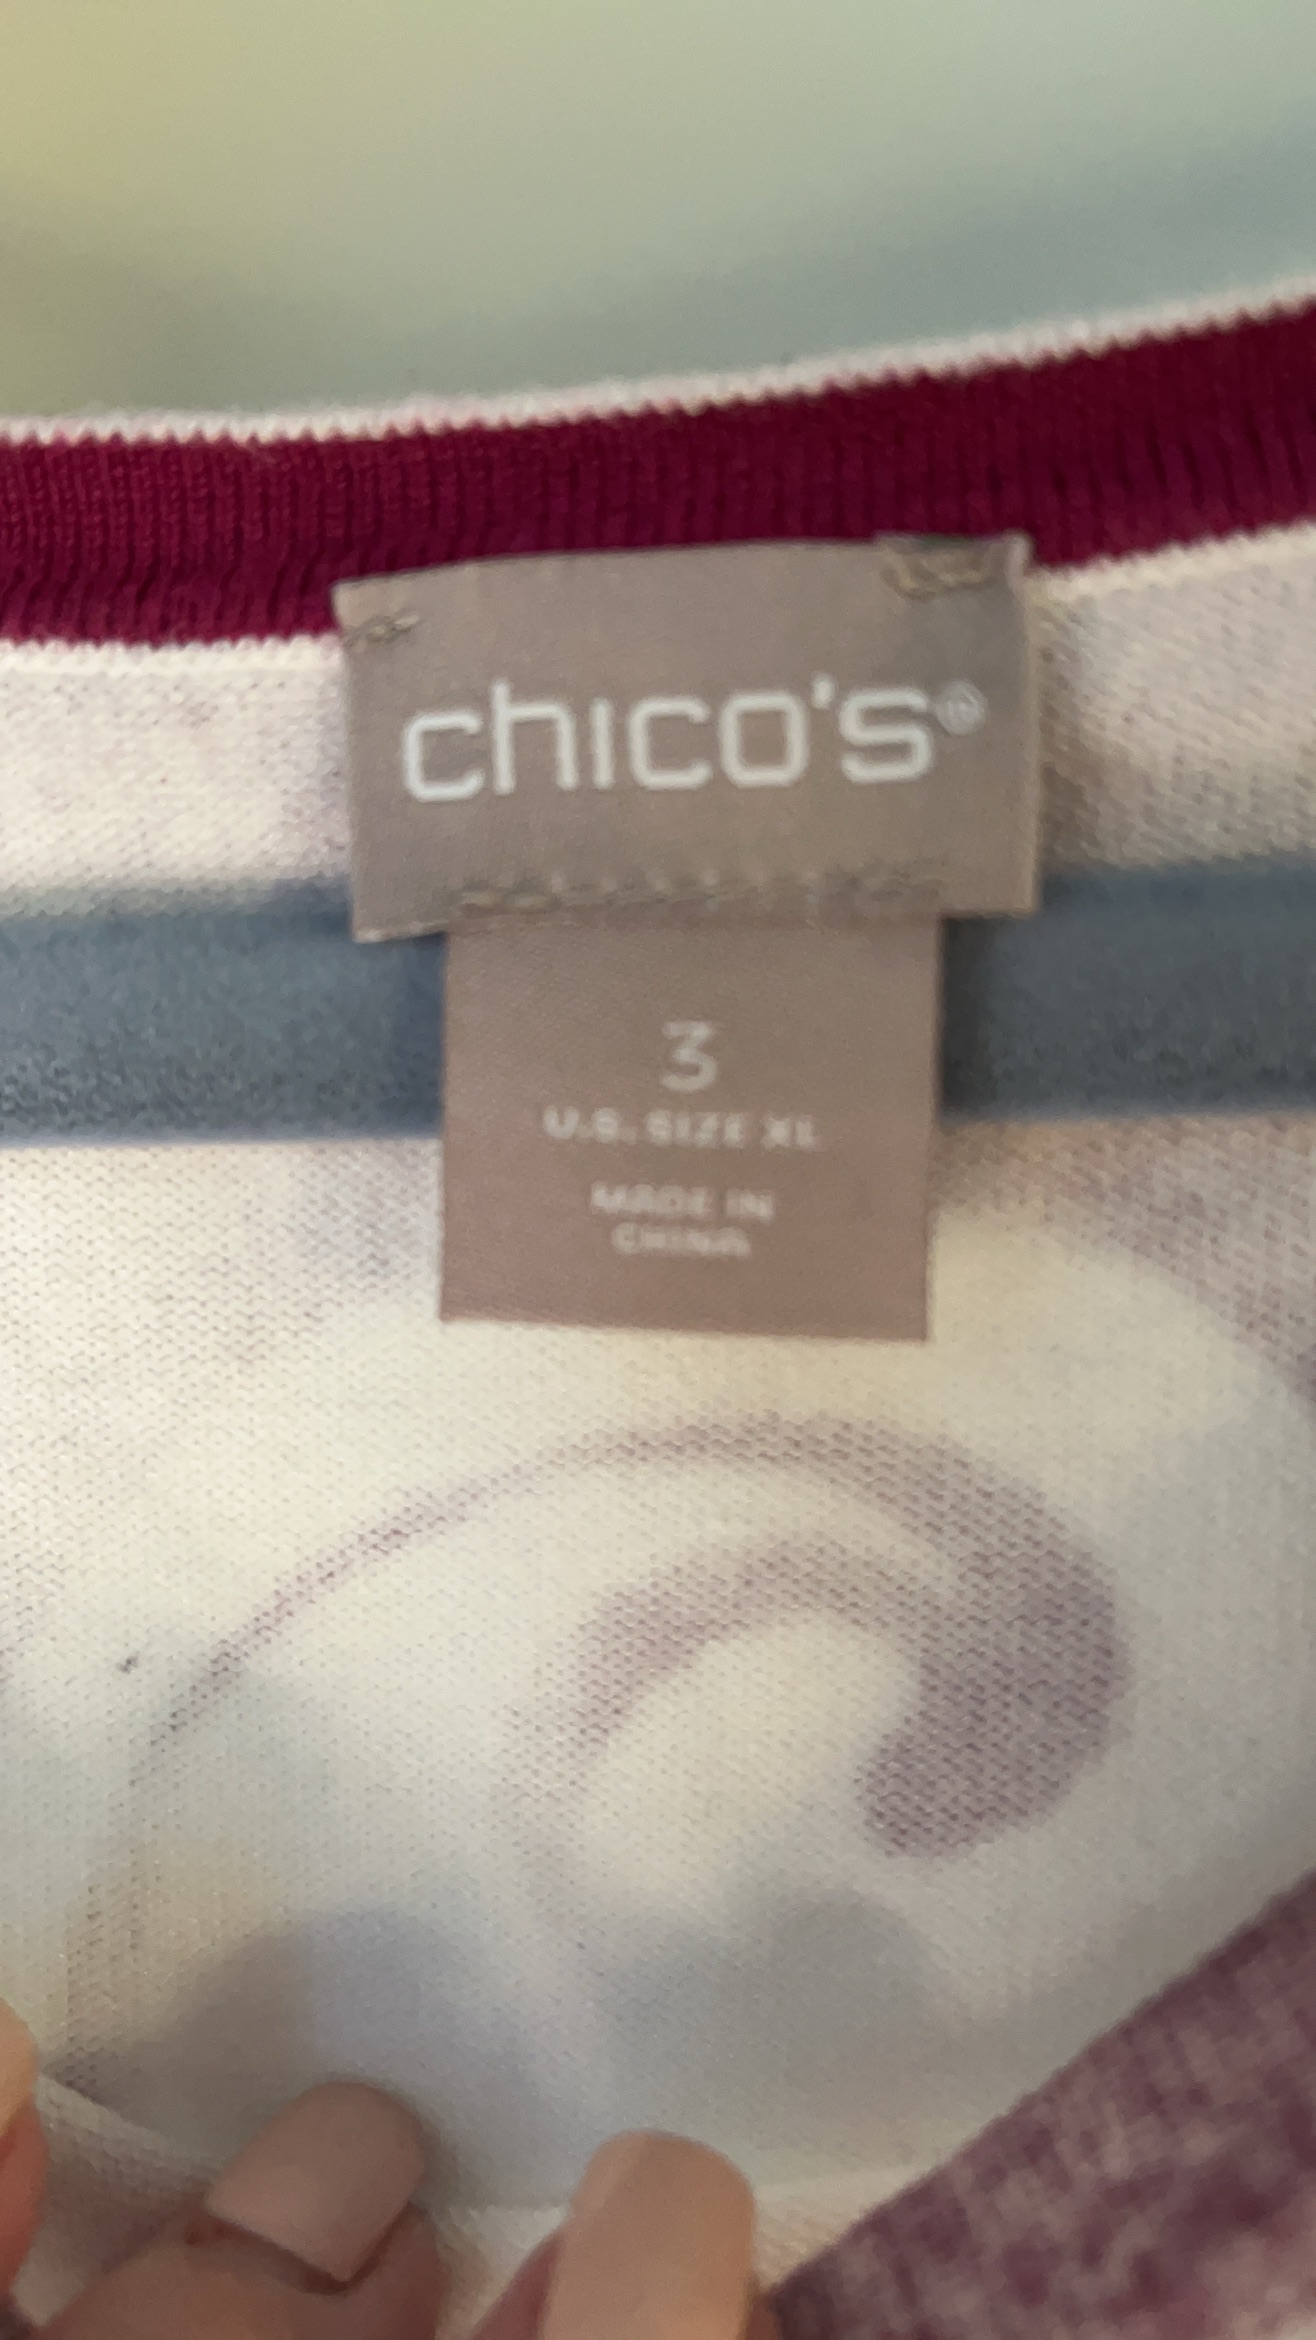 chico's®
3
U.S. SIZE XL
MADE IN
CHINA